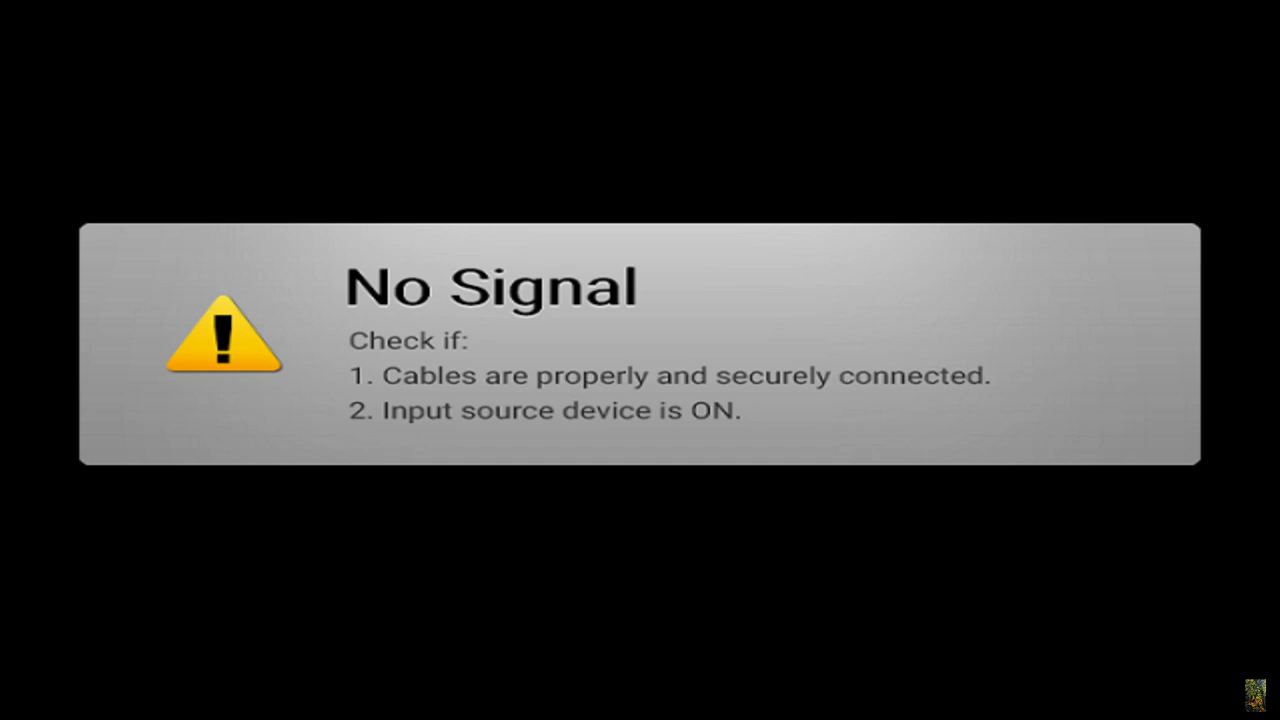 No Signal
Check if:
1. Cables are properly and securely connected.
2. Input source device is ON.